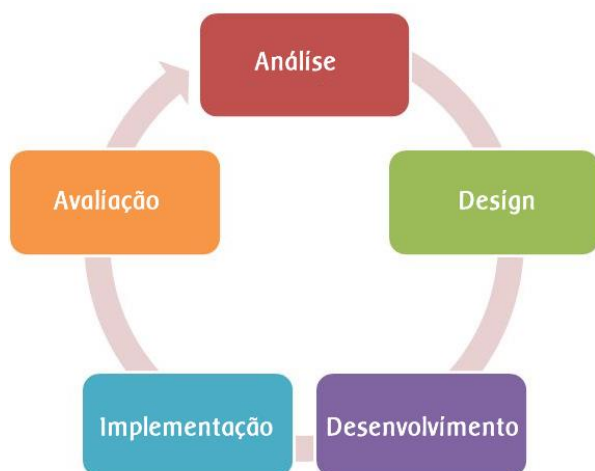 Análise
Design
Desenvolvimento
Implementação
Avaliação